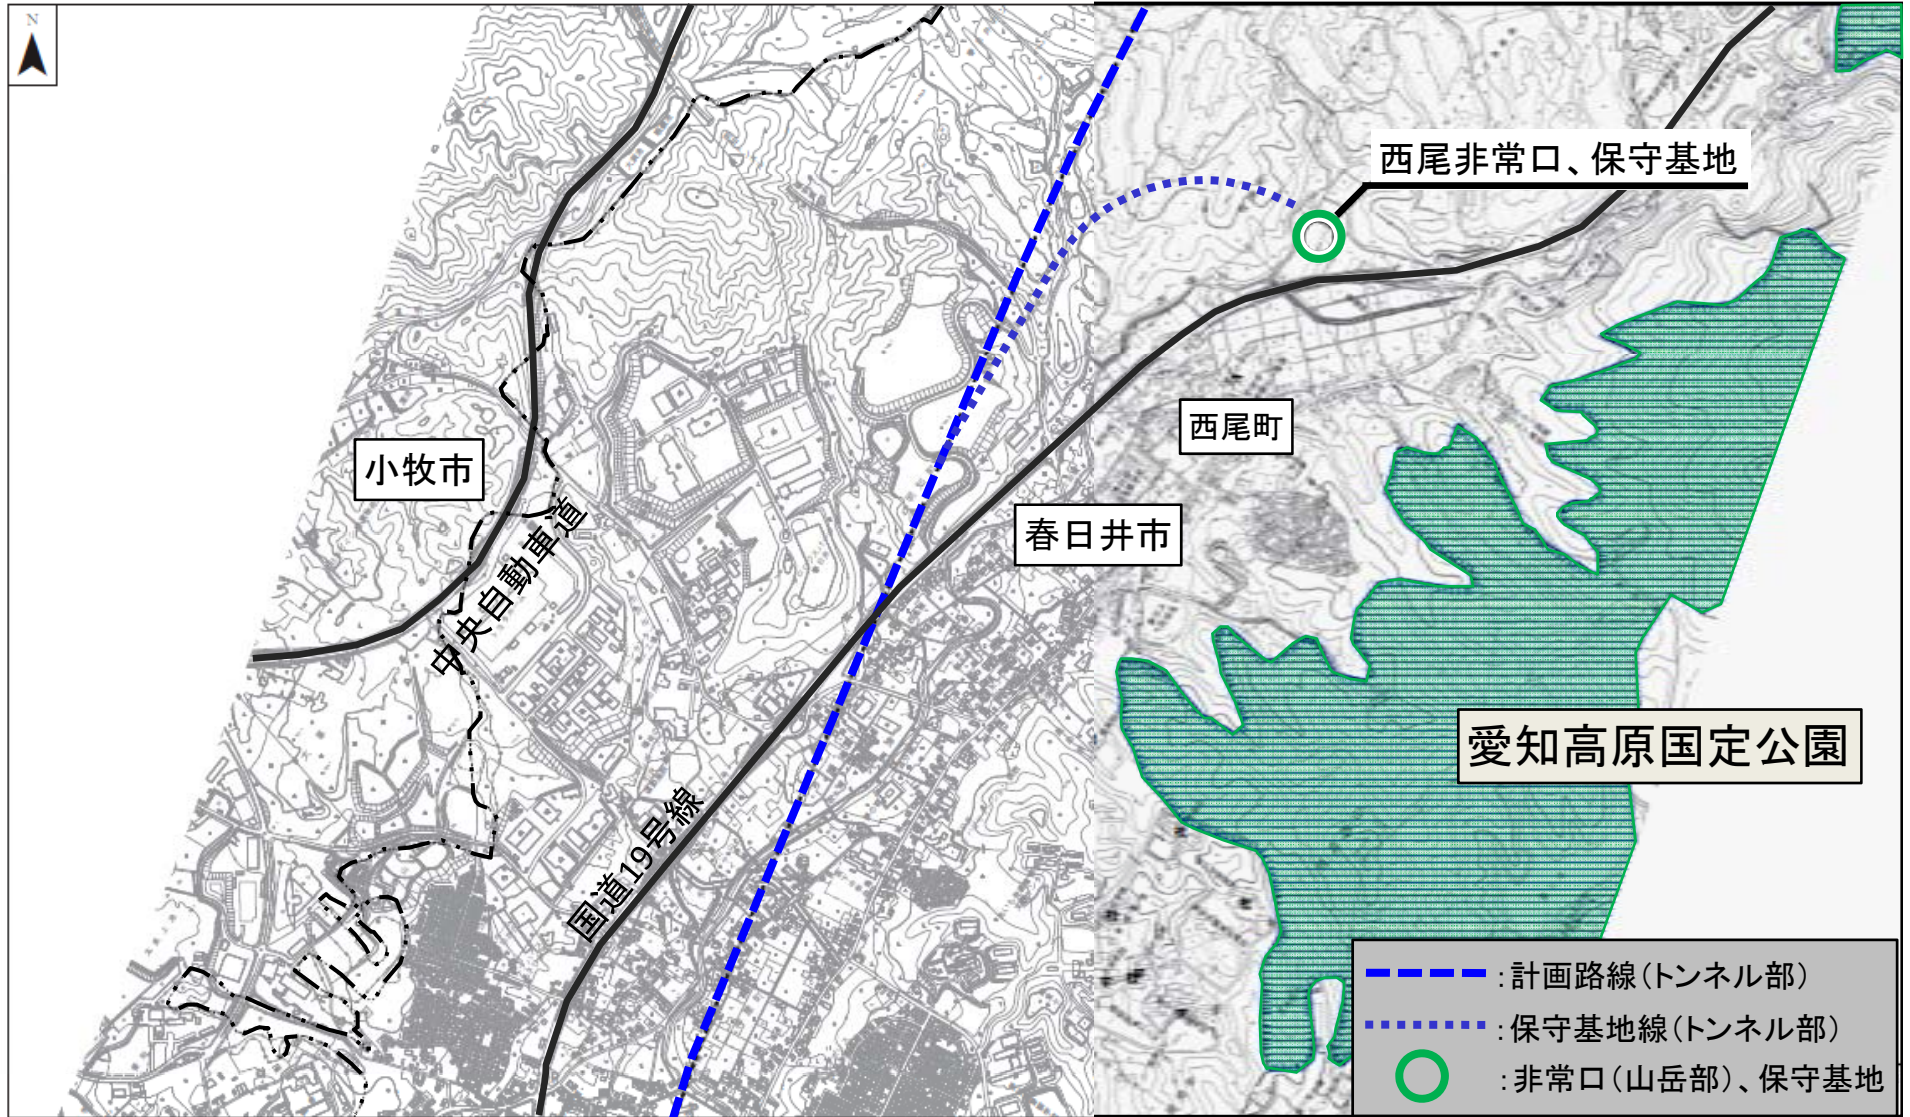 N
西尾非常口、保守基地
西尾町
小牧市
春日井市
中央自動車道
愛知高原国定公園
国道19号線
:計画路線(トンネル部)
:保守基地線(トンネル部)
:非常口(山岳部)、保守基地